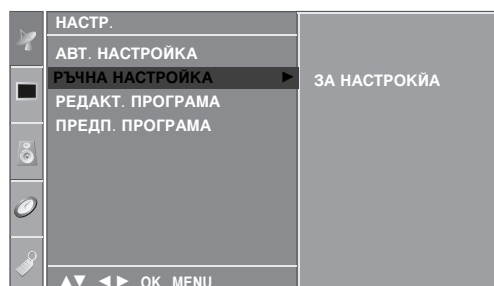 НАСТР.
АВТ. НАСТРОЙКА
РЪЧНА НАСТРОЙКА ►
ЗА НАСТРОКЙА
РЕДАКТ. ПРОГРАМА
ПРЕДП. ПРОГРАМА
▲▼ ◄► OK MENU